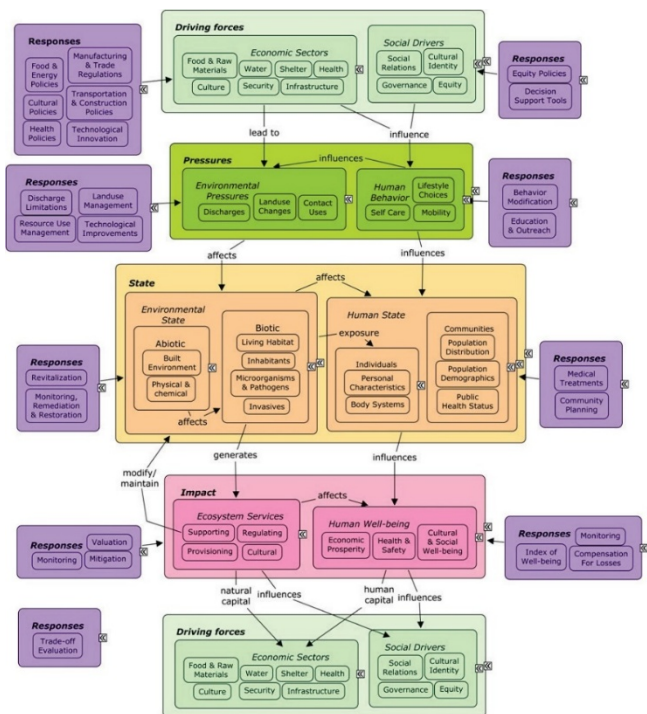 Driving forces
Economic Sectors
Food & Raw
Materials
Water
Shelter
Health
Culture
Security
Infrastructure
Social Drivers
Social
Relations
Cultural
Identity
Governance
Equity
Responses
Food &
Energy
Policies
Manufacturing
& Trade
Regulations
Cultural
Policies
Transportation
& Construction
Policies
Health
Policies
Technological
Innovation
Responses
Equity Policies
Decision
Support Tools
lead to
influence
Pressures
influences
Environmental
Pressures
Discharges
Landuse
Changes
Contact
Uses
Human
Behavior
Lifestyle
Choices
Self Care
Mobility
Responses
Discharge
Limitations
Landuse
Management
Resource Use
Management
Technological
Improvements
Responses
Behavior
Modification
Education
& Outreach
affects
influences
State
affects
Environmental
State
Abiotic
Built
Environment
Physical &
chemical
affects
Biotic
Living Habitat
Inhabitants
Microorganisms
& Pathogens
Invasives
exposure
Human State
Individuals
Personal
Characteristics
Body Systems
Communities
Population
Distribution
Population
Demographics
Public
Health Status
Responses
Revitalization
Monitoring,
Remediation
& Restoration
Responses
Medical
Treatments
Community
Planning
modify/
maintain
generates
influences
Impact
affects
Ecosystem Services
Supporting
Regulating
Provisioning
Cultural
Human Well-being
Economic
Prosperity
Health &
Safety
Cultural
& Social
Well-being
Responses
Valuation
Monitoring
Mitigation
Responses
Monitoring
Index of
Well-being
Compensation
For Losses
natural
capital
influences
human
capital
influences
Responses
Trade-off
Evaluation
Driving forces
Economic Sectors
Food & Raw
Materials
Water
Shelter
Health
Culture
Security
Infrastructure
Social Drivers
Social
Relations
Cultural
Identity
Governance
Equity